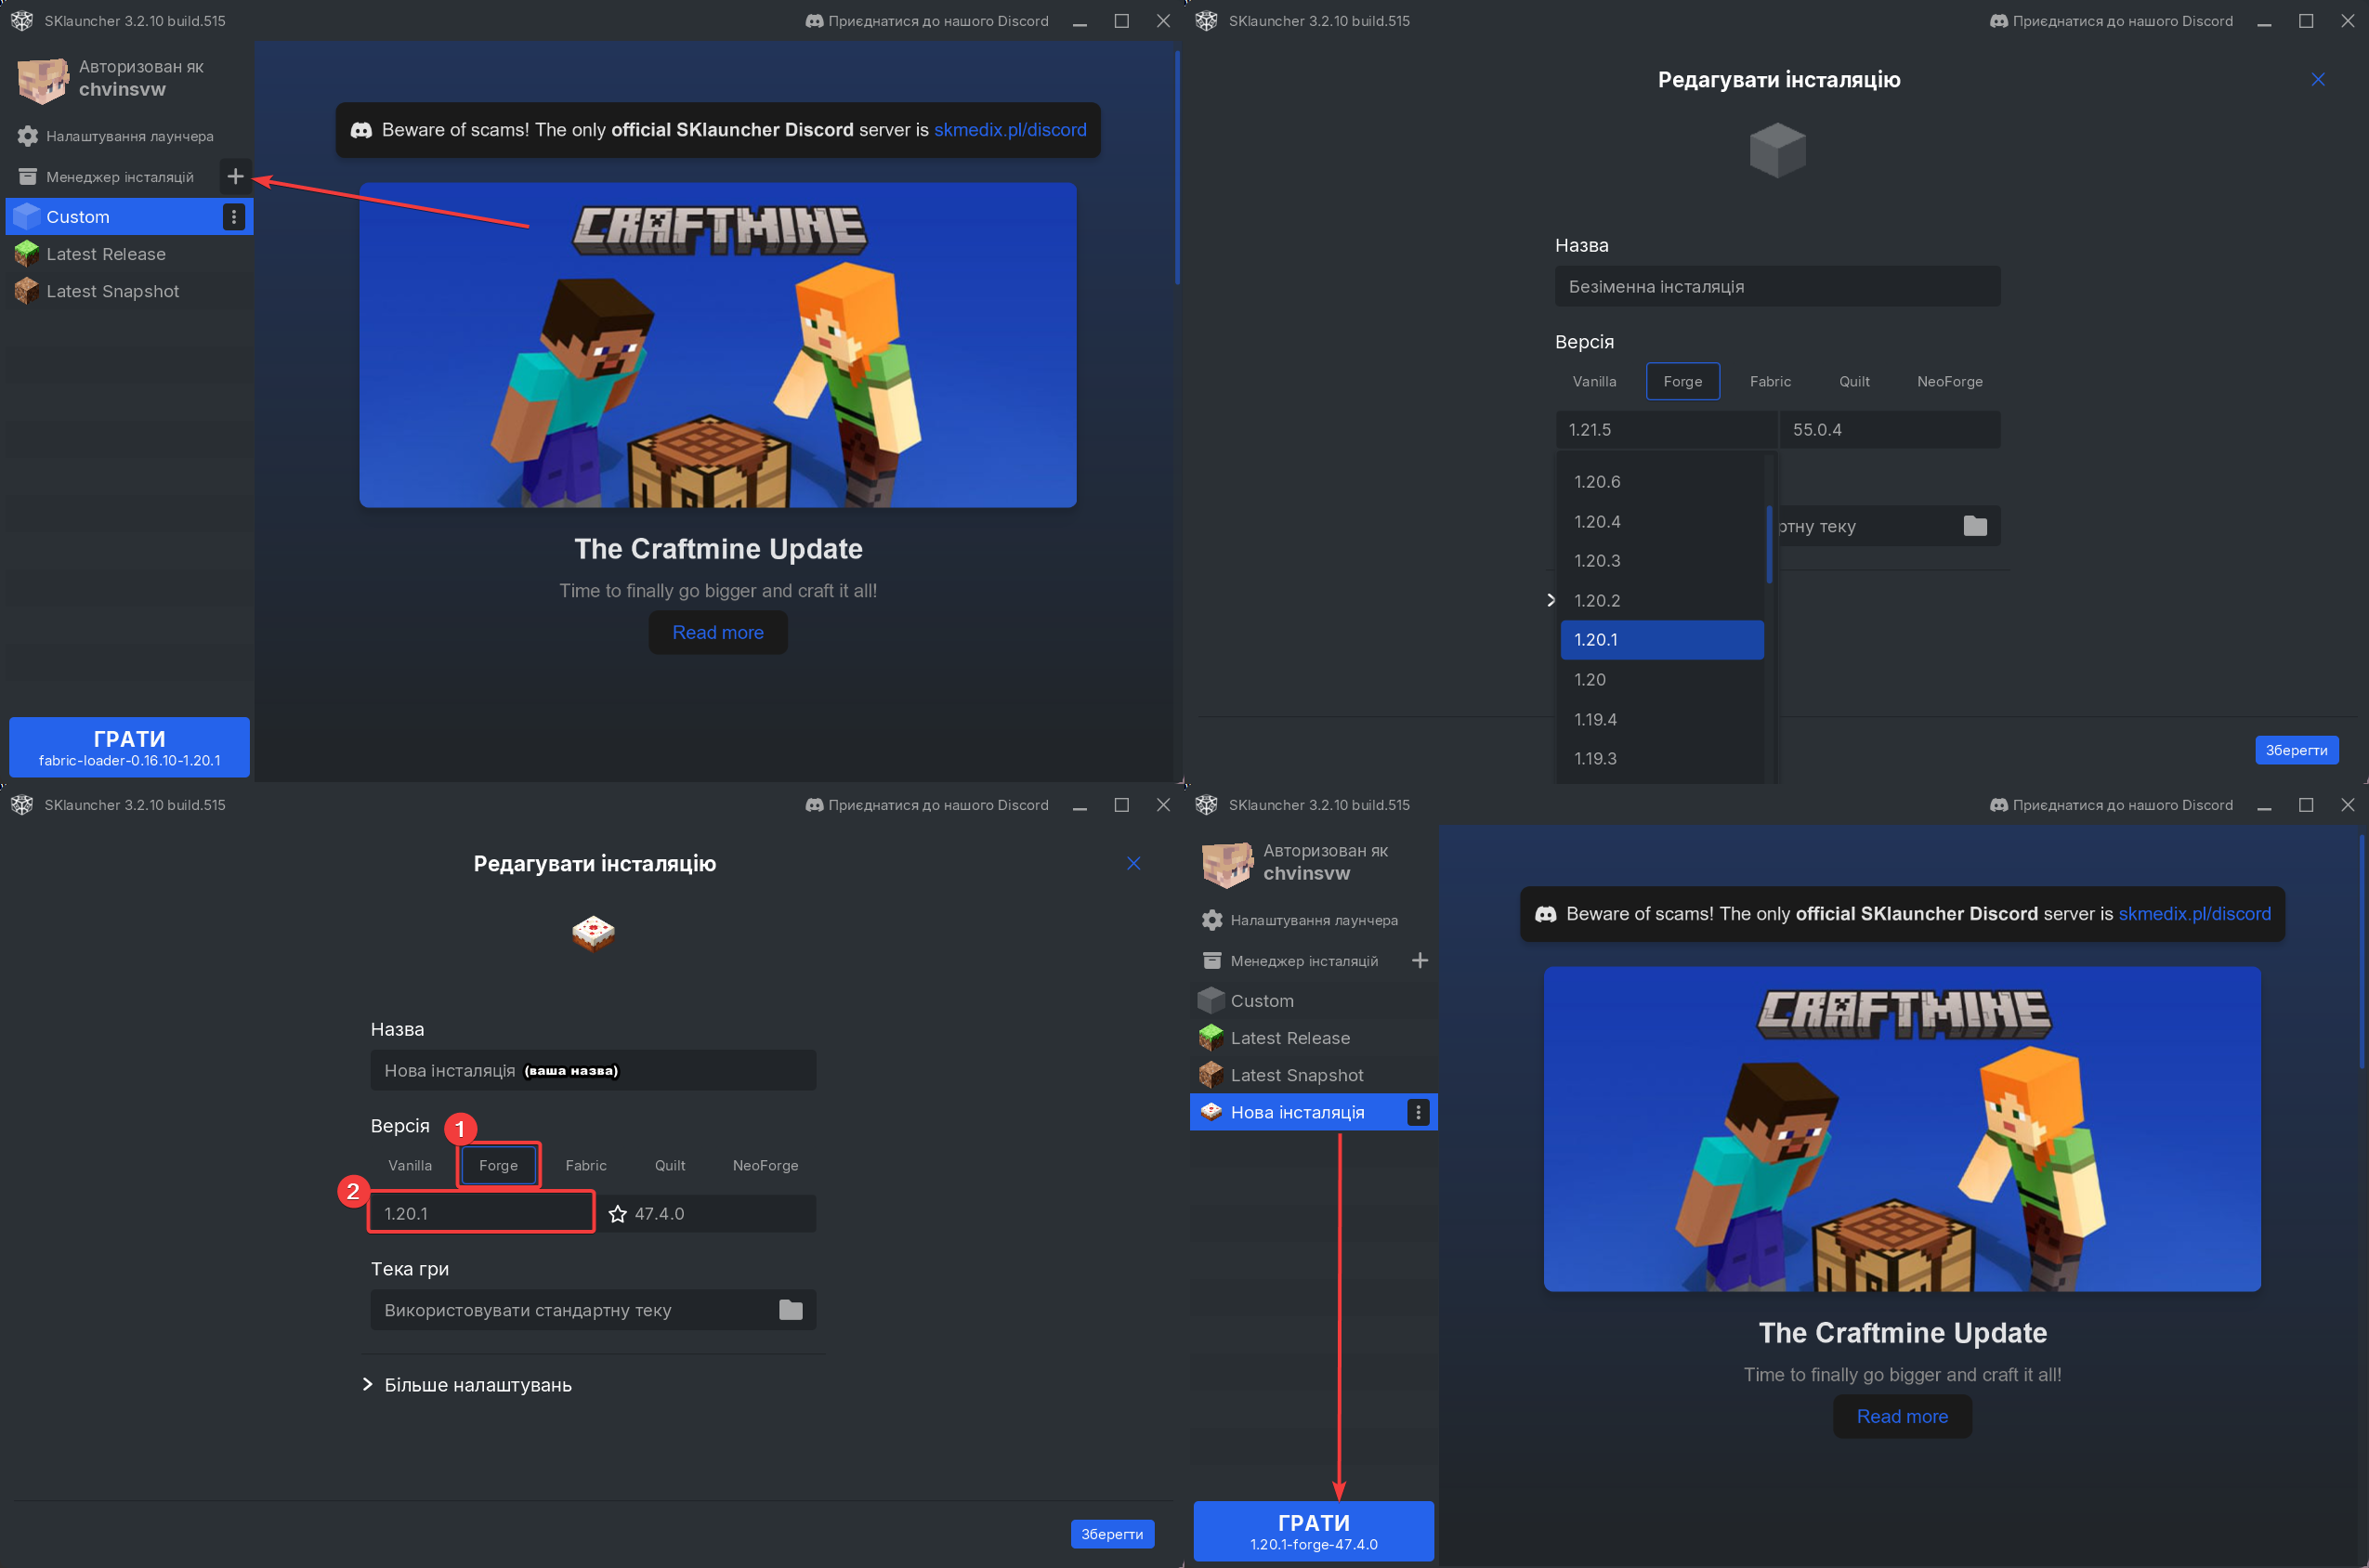 SKlauncher 3.2.10 build.515
Приєднатися до нашого Discord
Авторизован як
chvinsvw
Налаштування лаунчера
Менеджер інсталяцій
Custom
Latest Release
Latest Snapshot
Beware of scams! The only official SKlauncher Discord server is skmedix.pl/discord
CRAFTMINE
The Craftmine Update
Time to finally go bigger and craft it all!
Read more
ГРАТИ
fabric-loader-0.16.10-1.20.1
SKlauncher 3.2.10 build.515
Приєднатися до нашого Discord
Редагувати інсталяцію
Назва
Безіменна інсталяція
Версія
Vanilla Forge Fabric Quilt NeoForge
1.21.5 55.0.4
1.20.6
1.20.4
ртну теку
1.20.3
1.20.2
1.20.1
1.20
1.19.4
1.19.3
Зберегти
SKlauncher 3.2.10 build.515
Приєднатися до нашого Discord
Редагувати інсталяцію
Назва
Нова інсталяція (ваша назва)
Версія
1
Vanilla Forge Fabric Quilt NeoForge
2
1.20.1 47.4.0
Тека гри
Використовувати стандартну теку
Більше налаштувань
Зберегти
SKlauncher 3.2.10 build.515
Приєднатися до нашого Discord
Авторизован як
chvinsvw
Налаштування лаунчера
Менеджер інсталяцій
Custom
Latest Release
Latest Snapshot
Нова інсталяція
Beware of scams! The only official SKlauncher Discord server is skmedix.pl/discord
CRAFTMINE
The Craftmine Update
Time to finally go bigger and craft it all!
Read more
ГРАТИ
1.20.1-forge-47.4.0